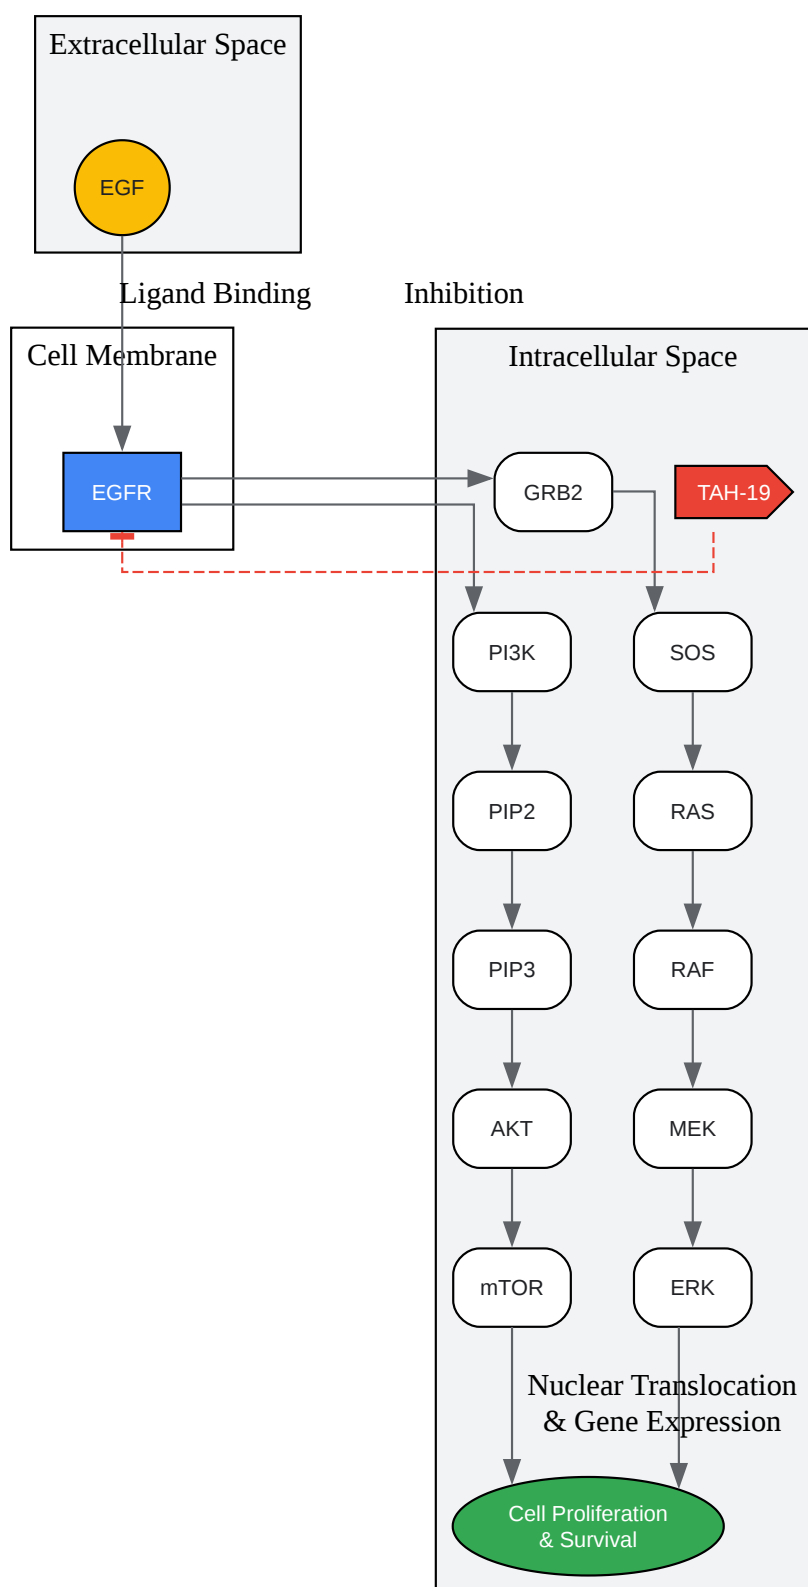 Extracellular Space
EGF
Ligand Binding
Inhibition
Cell Membrane
Intracellular Space
EGFR
GRB2
TAH-19
PI3K
SOS
PIP2
RAS
PIP3
RAF
AKT
MEK
mTOR
ERK
Nuclear Translocation
& Gene Expression
Cell Proliferation
& Survival